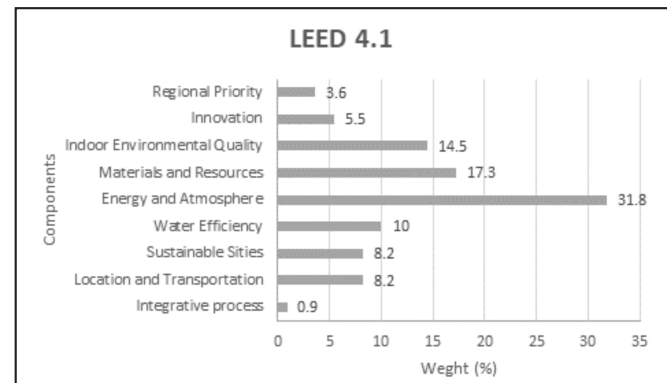 LEED 4.1
Components
Regional Priority 3.6
Innovation 5.5
Indoor Environmental Quality 14.5
Materials and Resources 17.3
Energy and Atmosphere 31.8
Water Efficiency 10
Sustainable Sities 8.2
Location and Transportation 8.2
Integrative process 0.9
0 5 10 15 20 25 30 35
Weght (%)